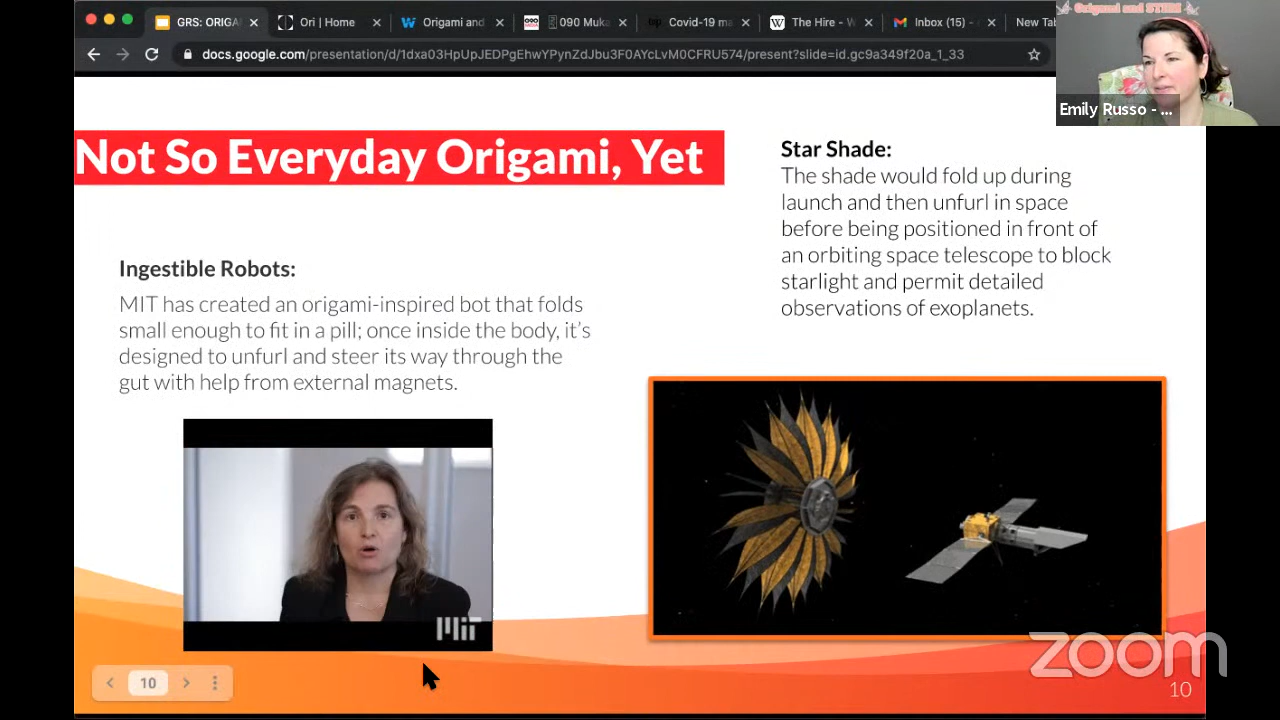 GRS: ORIGA
Ori | Home
Origami and
090 Muka
Covid-19 ma
The Hire - W
Inbox (15) -
New Tab
docs.google.com/presentation/d/1dxa03HpUpJEDPgEhwYPynZdJbu3F0AYcLvM0CFRU574/present?slide=id.gc9a349f20a_1_33
Origami and STEM
Emily Russo - ...
Not So Everyday Origami, Yet
Star Shade:
The shade would fold up during
launch and then unfurl in space
before being positioned in front of
an orbiting space telescope to block
starlight and permit detailed
observations of exoplanets.
Ingestible Robots:
MIT has created an origami-inspired bot that folds
small enough to fit in a pill; once inside the body, it's
designed to unfurl and steer its way through the
gut with help from external magnets.
MIT
zoom
10
10